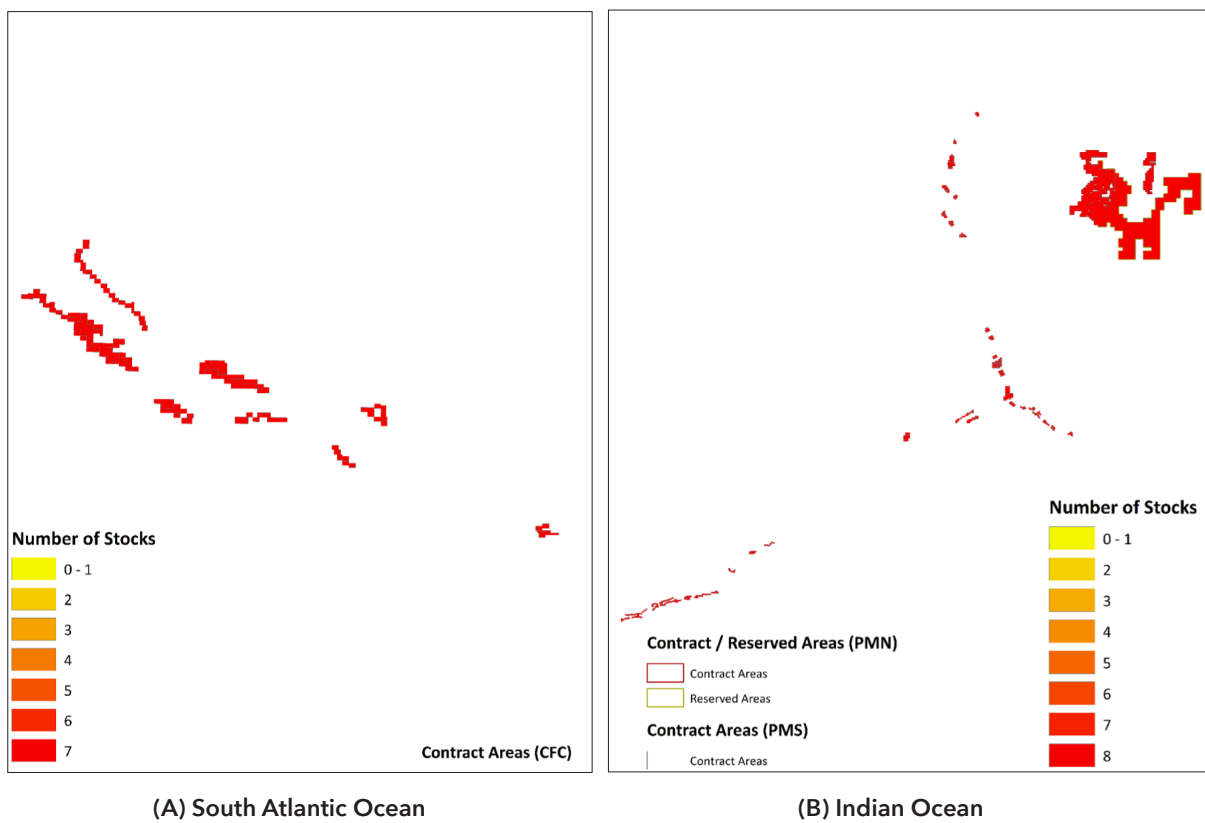 Number of Stocks
0 - 1
2
3
4
5
6
7
Contract Areas (CFC)
(A) South Atlantic Ocean
Contract / Reserved Areas (PMN)
Contract Areas
Reserved Areas
Contract Areas (PMS)
Contract Areas
Number of Stocks
0 - 1
2
3
4
5
6
7
8
(B) Indian Ocean